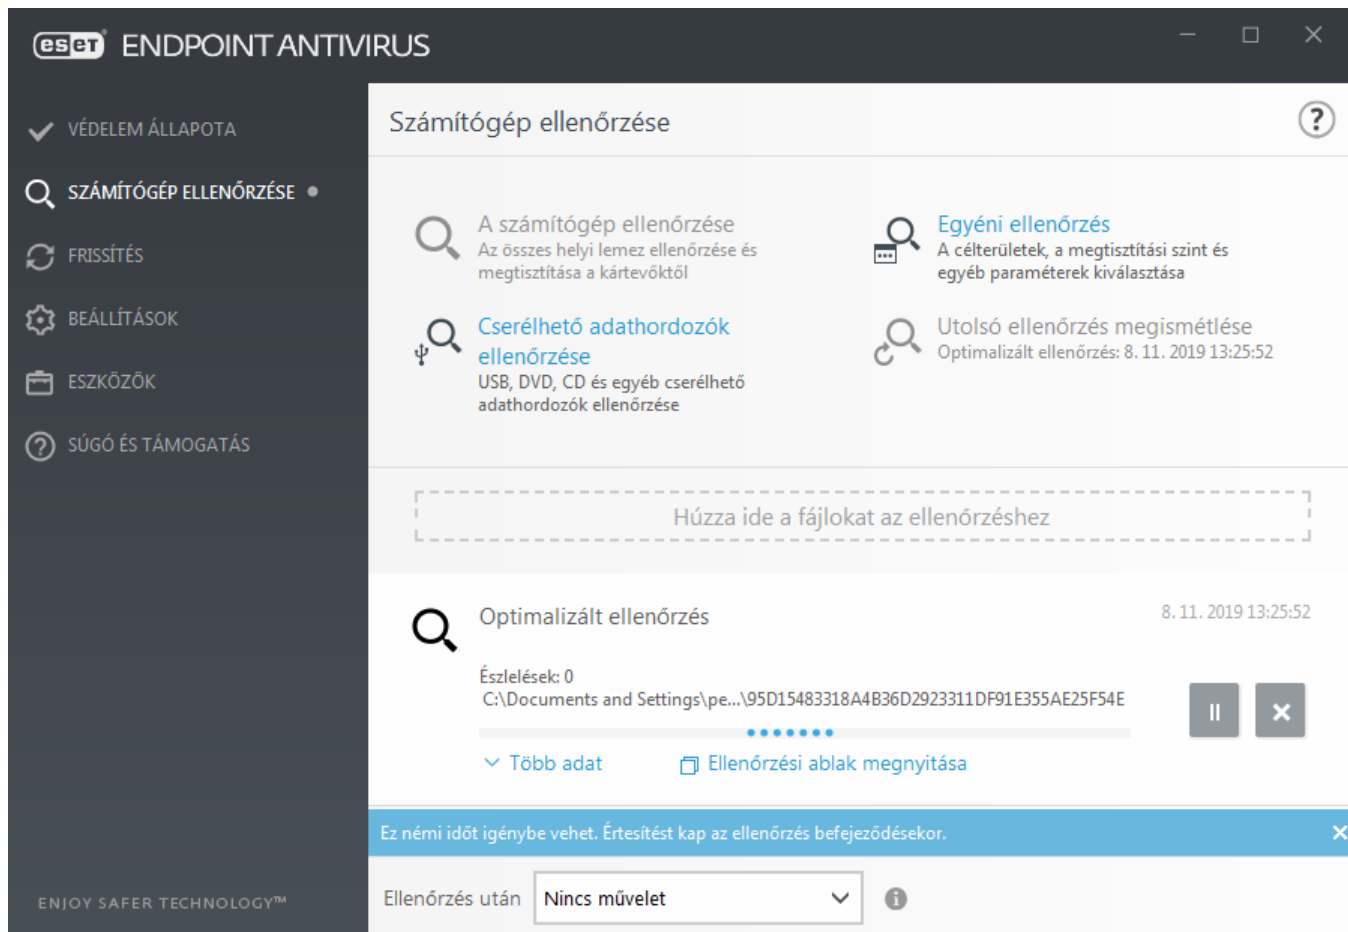 eset ENDPOINT ANTIVIRUS
VÉDELEM ÁLLAPOTA
SZÁMÍTÓGÉP ELLENŐRZÉSE
FRISSÍTÉS
BEÁLLÍTÁSOK
ESZKÖZÖK
SÚGÓ ÉS TÁMOGATÁS
ENJOY SAFER TECHNOLOGY™
Számítógép ellenőrzése
?
A számítógép ellenőrzése
Az összes helyi lemez ellenőrzése és
megtisztítása a kártevőktől
Egyéni ellenőrzés
A célterületek, a megtisztítási szint és
egyéb paraméterek kiválasztása
Cserélhető adathordozók
ellenőrzése
USB, DVD, CD és egyéb cserélhető
adathordozók ellenőrzése
Utolsó ellenőrzés megismétlése
Optimalizált ellenőrzés: 8. 11. 2019 13:25:52
Húzza ide a fájlokat az ellenőrzéshez
Optimalizált ellenőrzés
8. 11. 2019 13:25:52
Észlelések: 0
C:\Documents and Settings\pe...\95D15483318A4B36D2923311DF91E355AE25F54E
Több adat
Ellenőrzési ablak megnyitása
Ez némi időt igénybe vehet. Értesítést kap az ellenőrzés befejeződésekor.
Ellenőrzés után
Nincs művelet